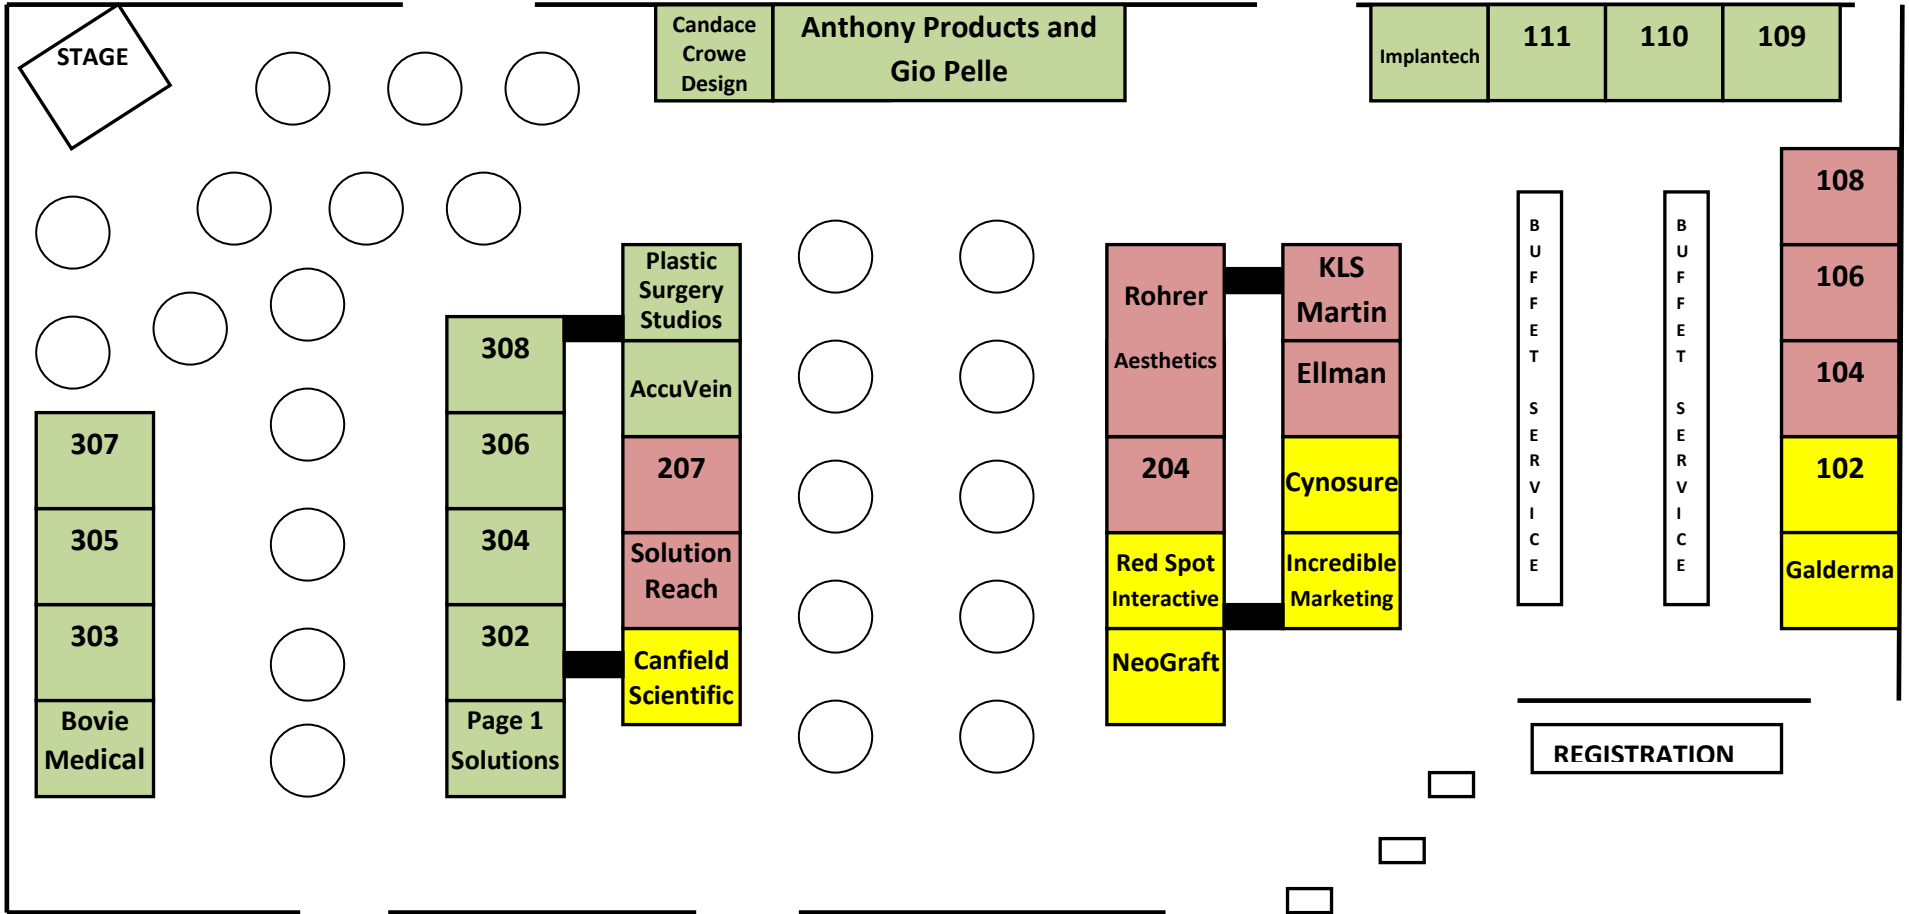 STAGE
Candace
Crowe
Design
Anthony Products and
Gio Pelle
Implantech
111
110
109
108
106
104
102
Galderma
BUFFET SERVICE
BUFFET SERVICE
KLS
Martin
Ellman
Cynosure
Incredible
Marketing
Rohrer
Aesthetics
204
Red Spot
Interactive
NeoGraft
Plastic
Surgery
Studios
AccuVein
207
Solution
Reach
Canfield
Scientific
308
306
304
302
Page 1
Solutions
307
305
303
Bovie
Medical
REGISTRATION